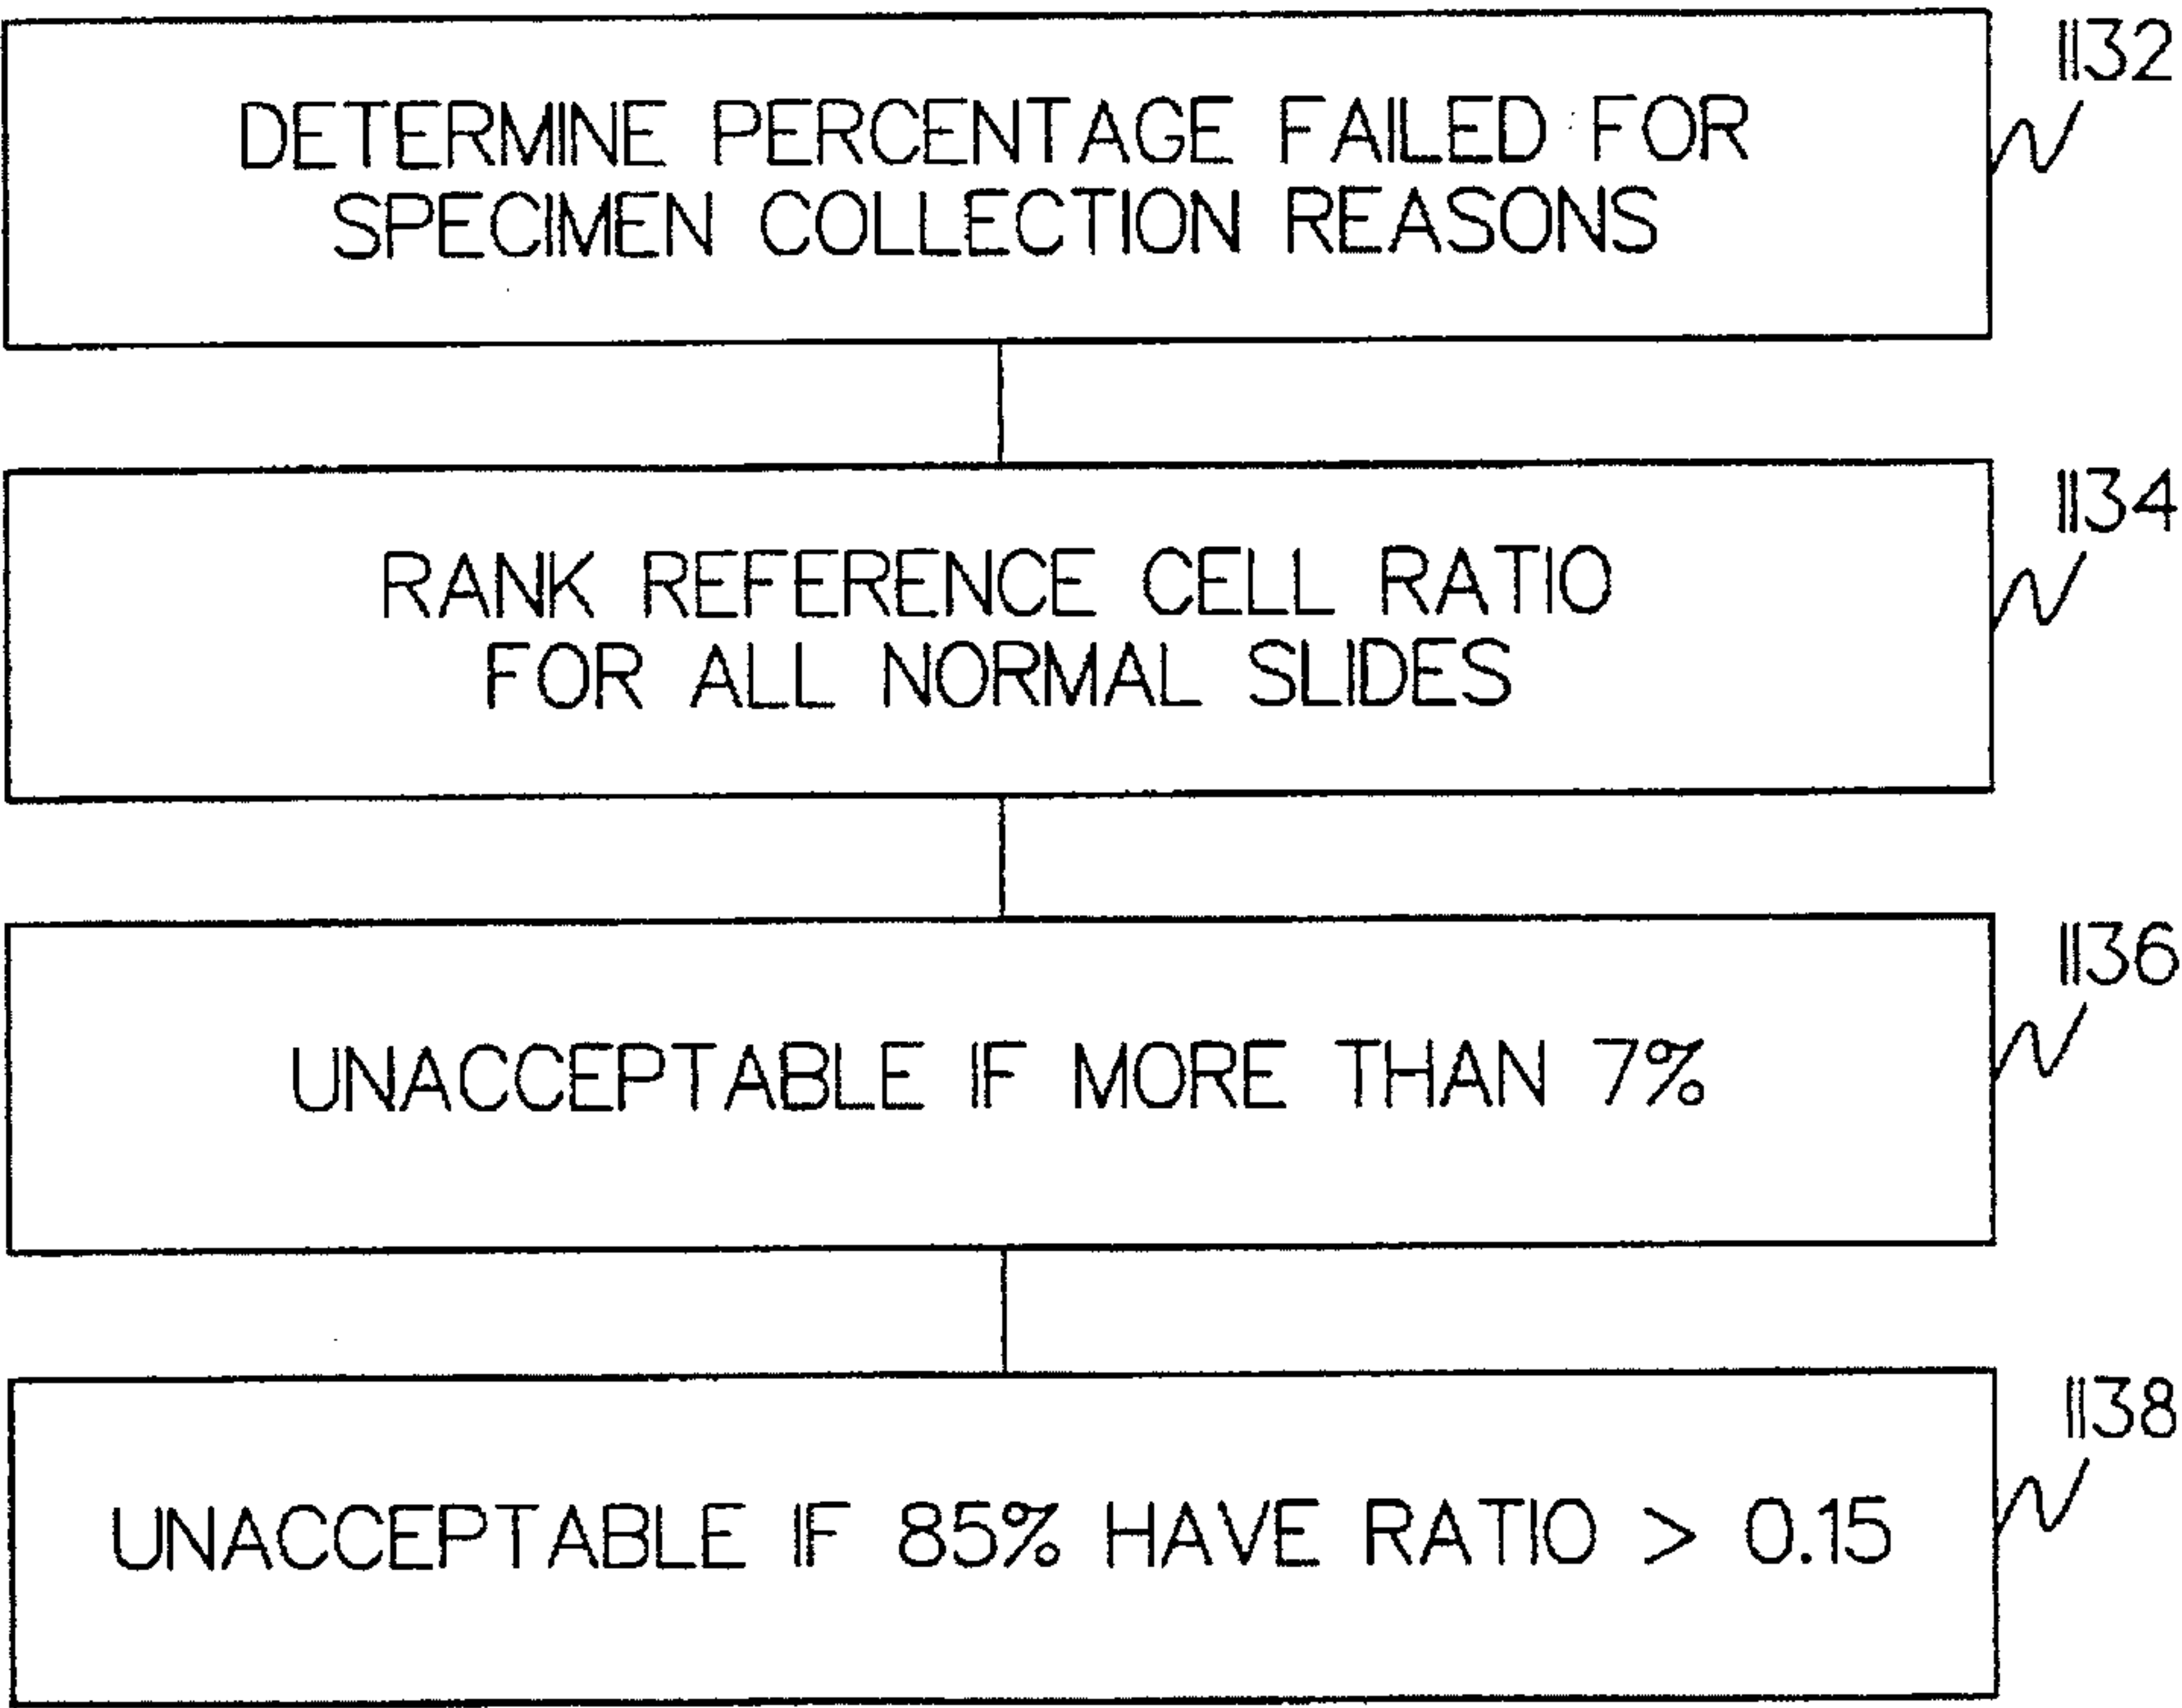 1132
DETERMINE PERCENTAGE FAILED FOR
SPECIMEN COLLECTION REASONS
1134
RANK REFERENCE CELL RATIO
FOR ALL NORMAL SLIDES
1136
UNACCEPTABLE IF MORE THAN 7%
1138
UNACCEPTABLE IF 85% HAVE RATIO > 0.15